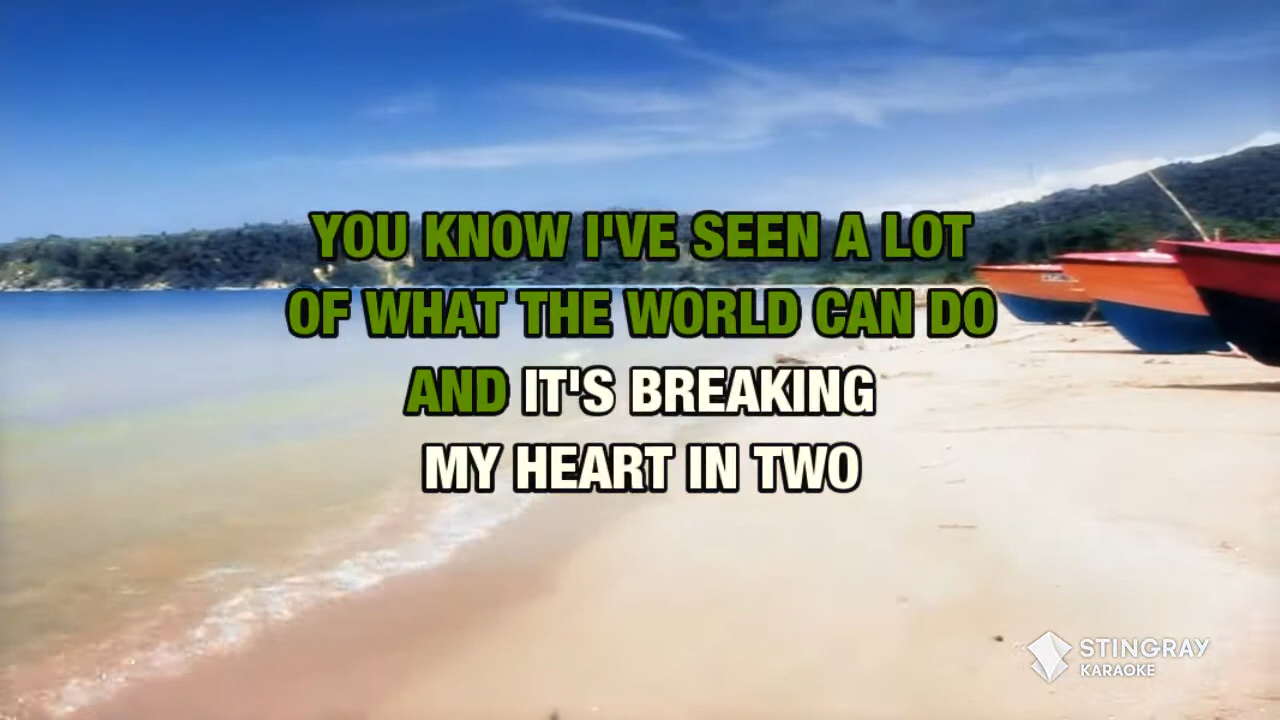 YOU KNOW I'VE SEEN A LOT
OF WHAT THE WORLD CAN DO
AND IT'S BREAKING
MY HEART IN TWO
STINGRAY
KARAOKE